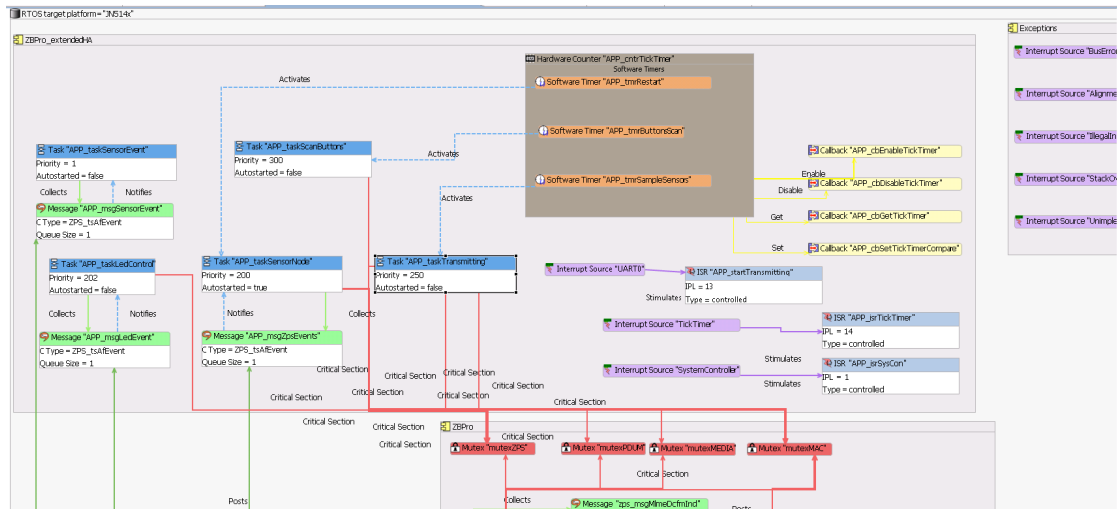 RTOS target platform="JN514x"
ZBPro_extendedHA
Exceptions
Hardware Counter "APP_cntrTickTimer"
Software Timers
Software Timer "APP_tmrRestart"
Software Timer "APP_tmrButtonsScan"
Software Timer "APP_tmrSampleSensors"
Activates
Activates
Activates
Interrupt Source "BusError
Interrupt Source "Alignme
Interrupt Source "IllegalIn
Interrupt Source "StackOv
Interrupt Source "Unimple
Task "APP_taskSensorEvent"
Priority = 1
Autostarted = false
Collects
Notifies
Message "APP_msgSensorEvent"
C Type = ZPS_tsAfEvent
Queue Size = 1
Task "APP_taskScanButtons"
Priority = 300
Autostarted = false
Callback "APP_cbEnableTickTimer"
Enable
Callback "APP_cbDisableTickTimer"
Disable
Callback "APP_cbGetTickTimer"
Get
Callback "APP_cbSetTickTimerCompare"
Set
Task "APP_taskLedControl"
Priority = 202
Autostarted = false
Collects
Notifies
Message "APP_msgLedEvent"
C Type = ZPS_tsAfEvent
Queue Size = 1
Task "APP_taskSensorNode"
Priority = 200
Autostarted = true
Notifies
Collects
Message "APP_msgZpsEvents"
C Type = ZPS_tsAfEvent
Queue Size = 1
Task "APP_taskTransmitting"
Priority = 250
Autostarted = false
Interrupt Source "UART0"
Stimulates
ISR "APP_startTransmitting"
IPL = 13
Type = controlled
Interrupt Source "TickTimer"
Stimulates
ISR "APP_isrTickTimer"
IPL = 14
Type = controlled
Interrupt Source "SystemController"
Stimulates
ISR "APP_isrSysCon"
IPL = 1
Type = controlled
Critical Section
Critical Section
Critical Section
Critical Section
Critical Section
Critical Section
Critical Section
Critical Section
Critical Section
Critical Section
Critical Section
ZBPro
Critical Section
Mutex "mutexZPS"
Mutex "mutexPDUM"
Mutex "mutexMEDIA"
Mutex "mutexMAC"
Critical Section
Posts
Collects
Message "zps_msgMlmeDcfmInd"
Posts